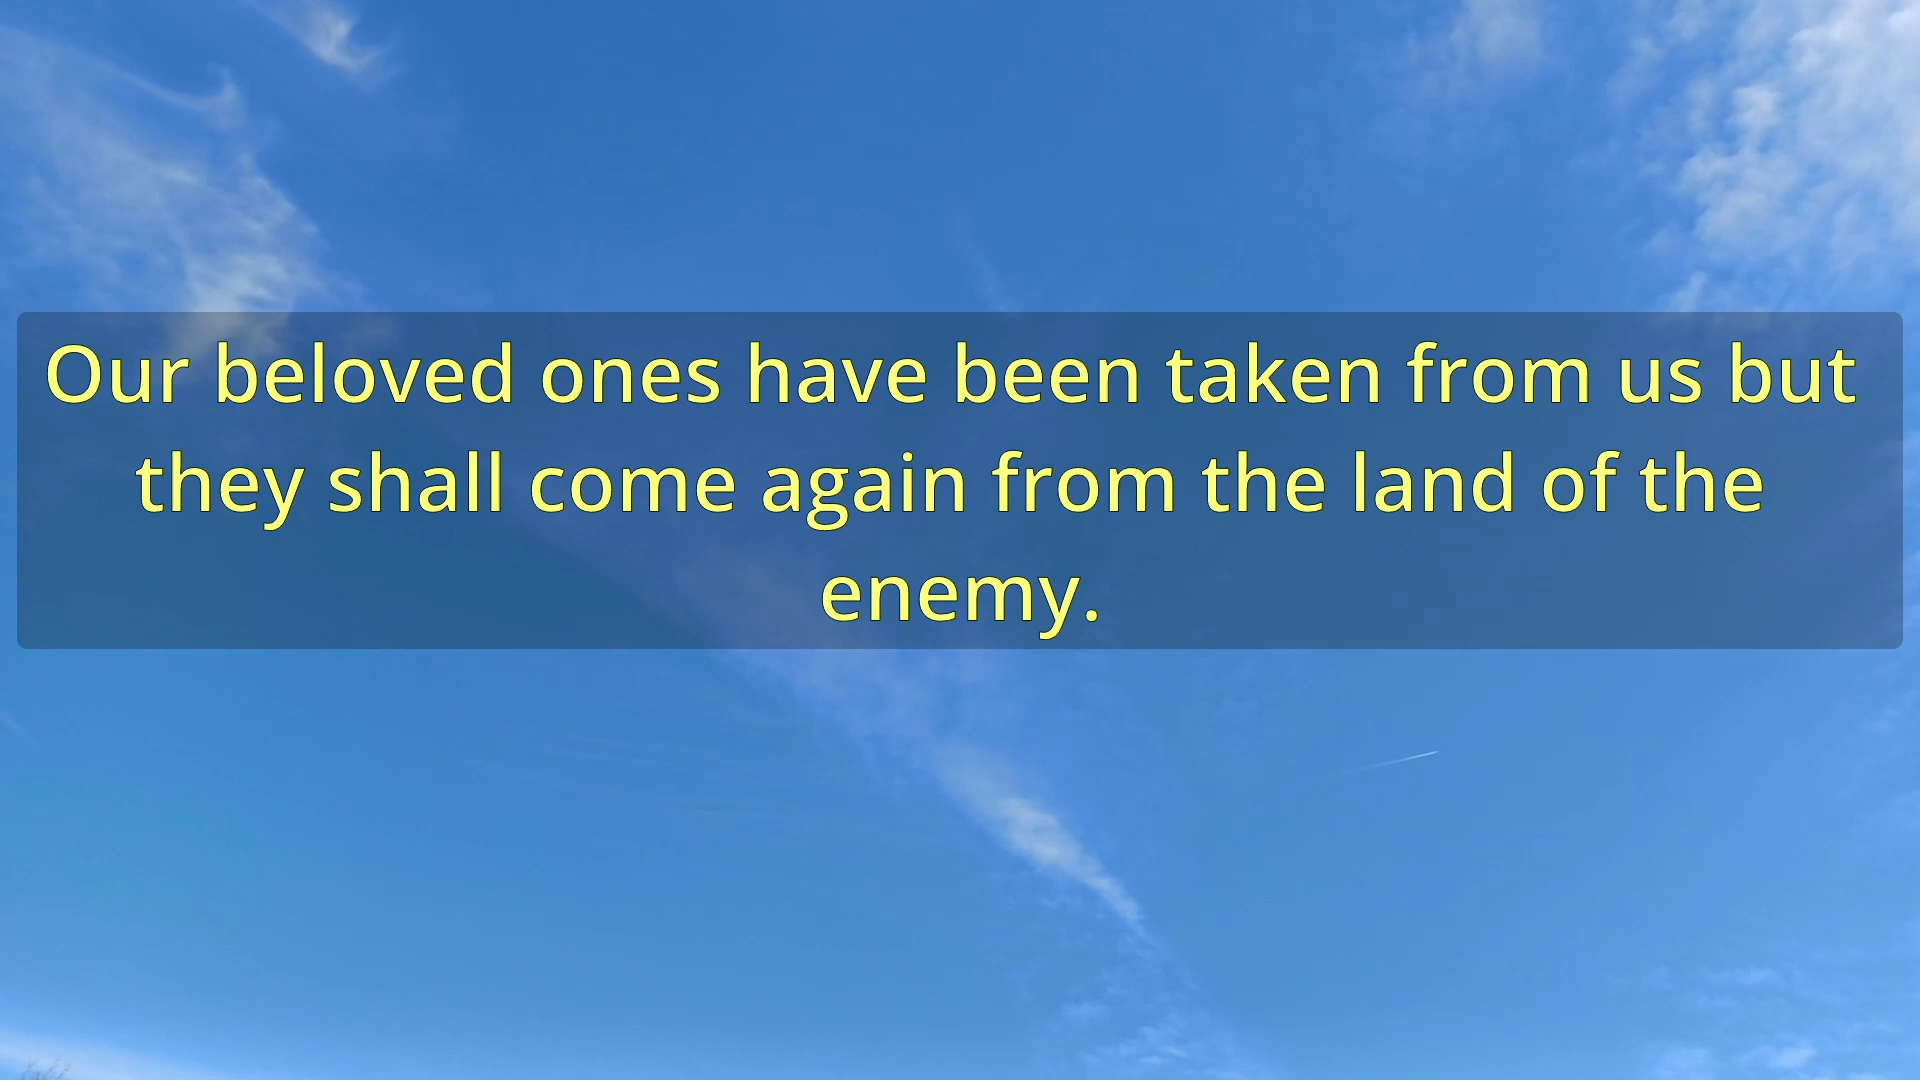 Our beloved ones have been taken from us but
they shall come again from the land of the
enemy.